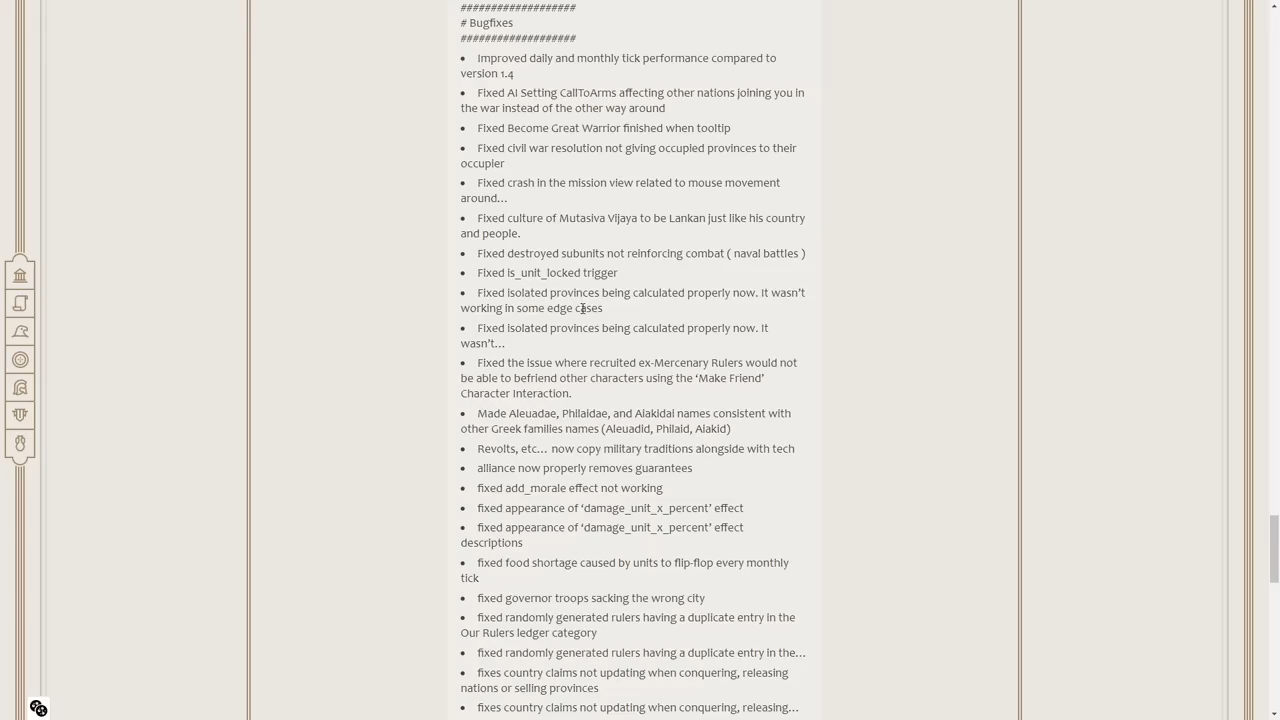 ###################
# Bugfixes
###################
• Improved daily and monthly tick performance compared to
version 1.4
• Fixed AI Setting CallToArms affecting other nations joining you in
the war instead of the other way around
• Fixed Become Great Warrior finished when tooltip
• Fixed civil war resolution not giving occupied provinces to their
occupier
• Fixed crash in the mission view related to mouse movement
around…
• Fixed culture of Mutasiva Vijaya to be Lankan just like his country
and people.
• Fixed destroyed subunits not reinforcing combat ( naval battles )
• Fixed is_unit_locked trigger
• Fixed isolated provinces being calculated properly now. It wasn’t
working in some edge cases
• Fixed isolated provinces being calculated properly now. It
wasn’t…
• Fixed the issue where recruited ex-Mercenary Rulers would not
be able to befriend other characters using the ‘Make Friend’
Character Interaction.
• Made Aleuadae, Philaidae, and Aiakidai names consistent with
other Greek families names (Aleuadid, Philaid, Aiakid)
• Revolts, etc… now copy military traditions alongside with tech
• alliance now properly removes guarantees
• fixed add_morale effect not working
• fixed appearance of ‘damage_unit_x_percent’ effect
• fixed appearance of ‘damage_unit_x_percent’ effect
descriptions
• fixed food shortage caused by units to flip-flop every monthly
tick
• fixed governor troops sacking the wrong city
• fixed randomly generated rulers having a duplicate entry in the
Our Rulers ledger category
• fixed randomly generated rulers having a duplicate entry in the…
• fixes country claims not updating when conquering, releasing
nations or selling provinces
• fixes country claims not updating when conquering, releasing…